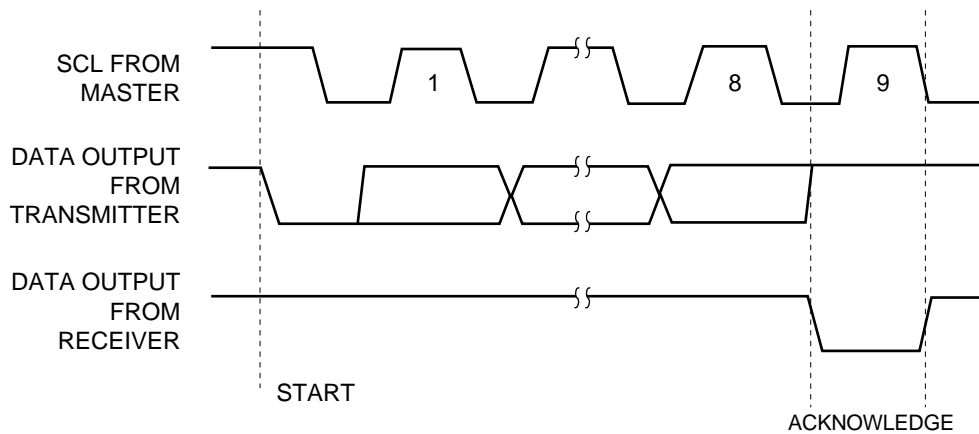 SCL FROM
MASTER
1
8
9
DATA OUTPUT
FROM
TRANSMITTER
DATA OUTPUT
FROM
RECEIVER
START
ACKNOWLEDGE